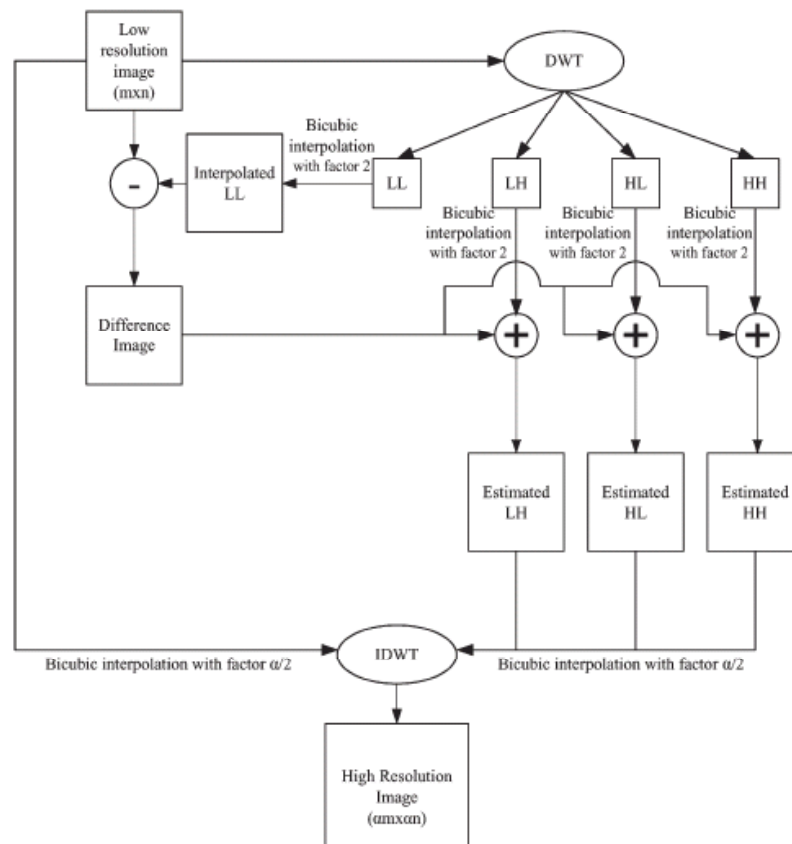 Low
resolution
image
(mxn)
DWT
Bicubic
interpolation
with factor 2
Interpolated
LL
-
LL
LH
HL
HH
Bicubic
interpolation
with factor 2
Bicubic
interpolation
with factor 2
Bicubic
interpolation
with factor 2
Difference
Image
+
+
+
Estimated
LH
Estimated
HL
Estimated
HH
Bicubic interpolation with factor α/2
IDWT
Bicubic interpolation with factor α/2
High Resolution
Image
(αmxαn)